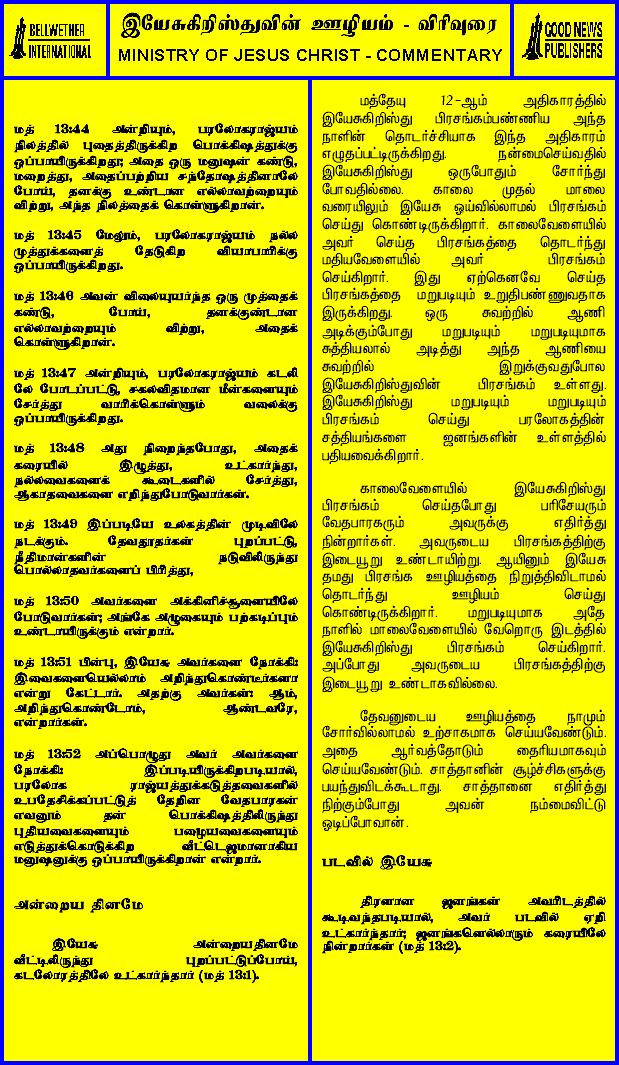 BELLWETHER
INTERNATIONAL
இயேசுகிறிஸ்துவின் ஊழியம் - விரிவுரை
MINISTRY OF JESUS CHRIST - COMMENTARY
GOOD NEWS
PUBLISHERS
மத் 13:44 அன்றியும், பரலோகராஜ்யம்
நிலத்தில் புதைத்திருக்கிற பொக்கிஷத்துக்கு
ஒப்பாயிருக்கிறது; அதை ஒரு மனுஷன் கண்டு,
மறைத்து, அதைப்பற்றிய சந்தோஷத்தினாலே
போய், தனக்கு உண்டான எல்லாவற்றையும்
விற்று, அந்த நிலத்தைக் கொள்ளுகிறான்.
மத் 13:45 மேலும், பரலோகராஜ்யம் நல்ல
முத்துக்களைத் தேடுகிற வியாபாரிக்கு
ஒப்பாயிருக்கிறது.
மத் 13:46 அவன் விலையுயர்ந்த ஒரு முத்தைக்
கண்டு, போய், தனக்குண்டான
எல்லாவற்றையும் விற்று, அதைக்
கொள்ளுகிறான்.
மத் 13:47 அன்றியும், பரலோகராஜ்யம் கடலி
லே போடப்பட்டு, சகலவிதமான மீன்களையும்
சேர்த்து வாரிக்கொள்ளும் வலைக்கு
ஒப்பாயிருக்கிறது.
மத் 13:48 அது நிறைந்தபோது, அதைக்
கரையில் இழுத்து, உட்கார்ந்து,
நல்லவைகளைக் கூடைகளில் சேர்த்து,
ஆகாதவைகளை எறிந்துபோடுவார்கள்.
மத் 13:49 இப்படியே உலகத்தின் முடிவிலே
நடக்கும். தேவதூதர்கள் புறப்பட்டு,
நீதிமான்களின் நடுவிலிருந்து
பொல்லாதவர்களைப் பிரித்து,
மத் 13:50 அவர்களை அக்கினிச்சூளையிலே
போடுவார்கள்; அங்கே அழுகையும் பற்கடிப்பும்
உண்டாயிருக்கும் என்றார்.
மத் 13:51 பின்பு, இயேசு அவர்களை நோக்கி:
இவைகளையெல்லாம் அறிந்துகொண்டீர்களா
என்று கேட்டார். அதற்கு அவர்கள்: ஆம்,
அறிந்துகொண்டோம், ஆண்டவரே,
என்றார்கள்.
மத் 13:52 அப்பொழுது அவர் அவர்களை
நோக்கி: இப்படியிருக்கிறபடியால்,
பரலோக ராஜ்யத்துக்கடுத்தவைகளில்
உபதேசிக்கப்பட்டுத் தேறின வேதபாரகன்
எவனும் தன் பொக்கிஷத்திலிருந்து
புதியவைகளையும் பழையவைகளையும்
எடுத்துக்கொடுக்கிற வீட்டெஜமானாகிய
மனுஷனுக்கு ஒப்பாயிருக்கிறான் என்றார்.
அன்றைய தினமே
இயேசு அன்றையதினமே
வீட்டிலிருந்து புறப்பட்டுப்போய்,
கடலோரத்திலே உட்கார்ந்தார் (மத் 13:1).
மத்தேயு 12-ஆம் அதிகாரத்தில்
இயேசுகிறிஸ்து பிரசங்கம்பண்ணிய அந்த
நாளின் தொடர்ச்சியாக இந்த அதிகாரம்
எழுதப்பட்டிருக்கிறது. நன்மைசெய்வதில்
இயேசுகிறிஸ்து ஒருபோதும் சோர்ந்து
போவதில்லை. காலை முதல் மாலை
வரையிலும் இயேசு ஓய்வில்லாமல் பிரசங்கம்
செய்து கொண்டிருக்கிறார். காலைவேளையில்
அவர் செய்த பிரசங்கத்தை தொடர்ந்து
மதியவேளையில் அவர் பிரசங்கம்
செய்கிறார். இது ஏற்கெனவே செய்த
பிரசங்கத்தை மறுபடியும் உறுதிபண்ணுவதாக
இருக்கிறது. ஒரு சுவற்றில் ஆணி
அடிக்கும்போது மறுபடியும் மறுபடியுமாக
சுத்தியலால் அடித்து அந்த ஆணியை
சுவற்றில் இறுக்குவதுபோல
இயேசுகிறிஸ்துவின் பிரசங்கம் உள்ளது.
இயேசுகிறிஸ்து மறுபடியும் மறுபடியும்
பிரசங்கம் செய்து பரலோகத்தின்
சத்தியங்களை ஜனங்களின் உள்ளத்தில்
பதியவைக்கிறார்.
காலைவேளையில் இயேசுகிறிஸ்து
பிரசங்கம் செய்தபோது பரிசேயரும்
வேதபாரகரும் அவருக்கு எதிர்த்து
நின்றார்கள். அவருடைய பிரசங்கத்திற்கு
இடையூறு உண்டாயிற்று. ஆயினும் இயேசு
தமது பிரசங்க ஊழியத்தை நிறுத்திவிடாமல்
தொடர்ந்து ஊழியம் செய்து
கொண்டிருக்கிறார். மறுபடியுமாக அதே
நாளில் மாலைவேளையில் வேறொரு இடத்தில்
இயேசுகிறிஸ்து பிரசங்கம் செய்கிறார்.
அப்போது அவருடைய பிரசங்கத்திற்கு
இடையூறு உண்டாகவில்லை.
தேவனுடைய ஊழியத்தை நாமும்
சோர்வில்லாமல் உற்சாகமாக செய்யவேண்டும்.
அதை ஆர்வத்தோடும் தைரியமாகவும்
செய்யவேண்டும். சாத்தானின் சூழ்ச்சிகளுக்கு
பயந்துவிடக்கூடாது. சாத்தானை எதிர்த்து
நிற்கும்போது அவன் நம்மைவிட்டு
ஓடிப்போவான்.
படவில் இயேசு
திரளான ஜனங்கள் அவரிடத்தில்
கூடிவந்தபடியால், அவர் படவில் ஏறி
உட்கார்ந்தார்; ஜனங்களெல்லாரும் கரையிலே
நின்றார்கள் (மத் 13:2).